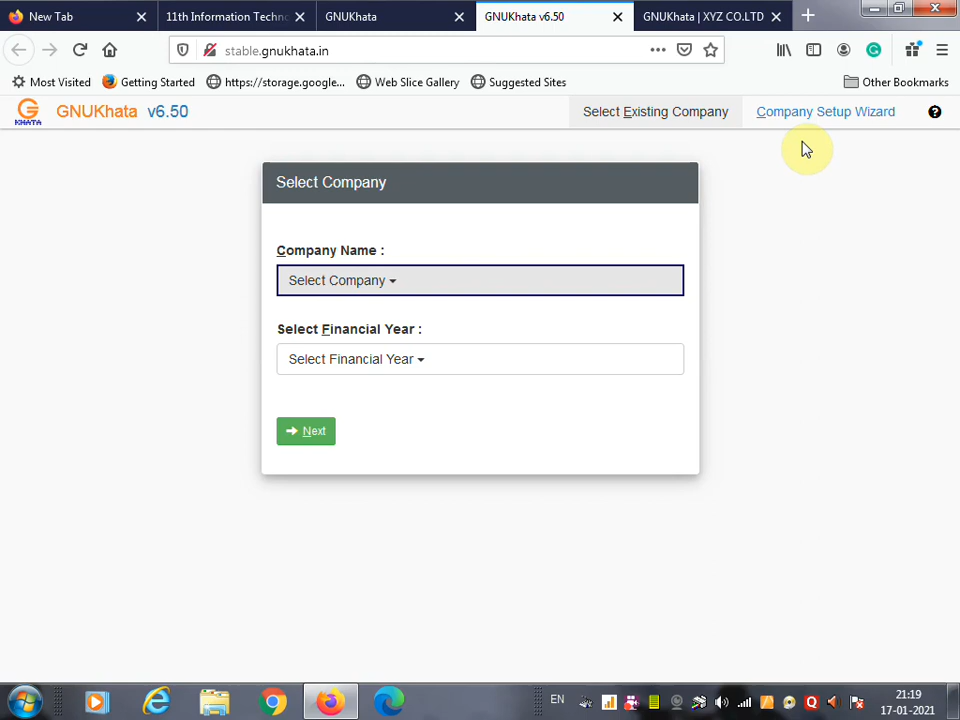 New Tab
11th Information Techno
GNUKhata
GNUKhata v6.50
GNUKhata | XYZ CO.LTD
stable.gnukhata.in
Most Visited
Getting Started
https://storage.google...
Web Slice Gallery
Suggested Sites
Other Bookmarks
KHATA
GNUKhata v6.50
Select Existing Company
Company Setup Wizard
Select Company
Company Name :
Select Company
Select Financial Year :
Select Financial Year
Next
EN
21:19
17-01-2021